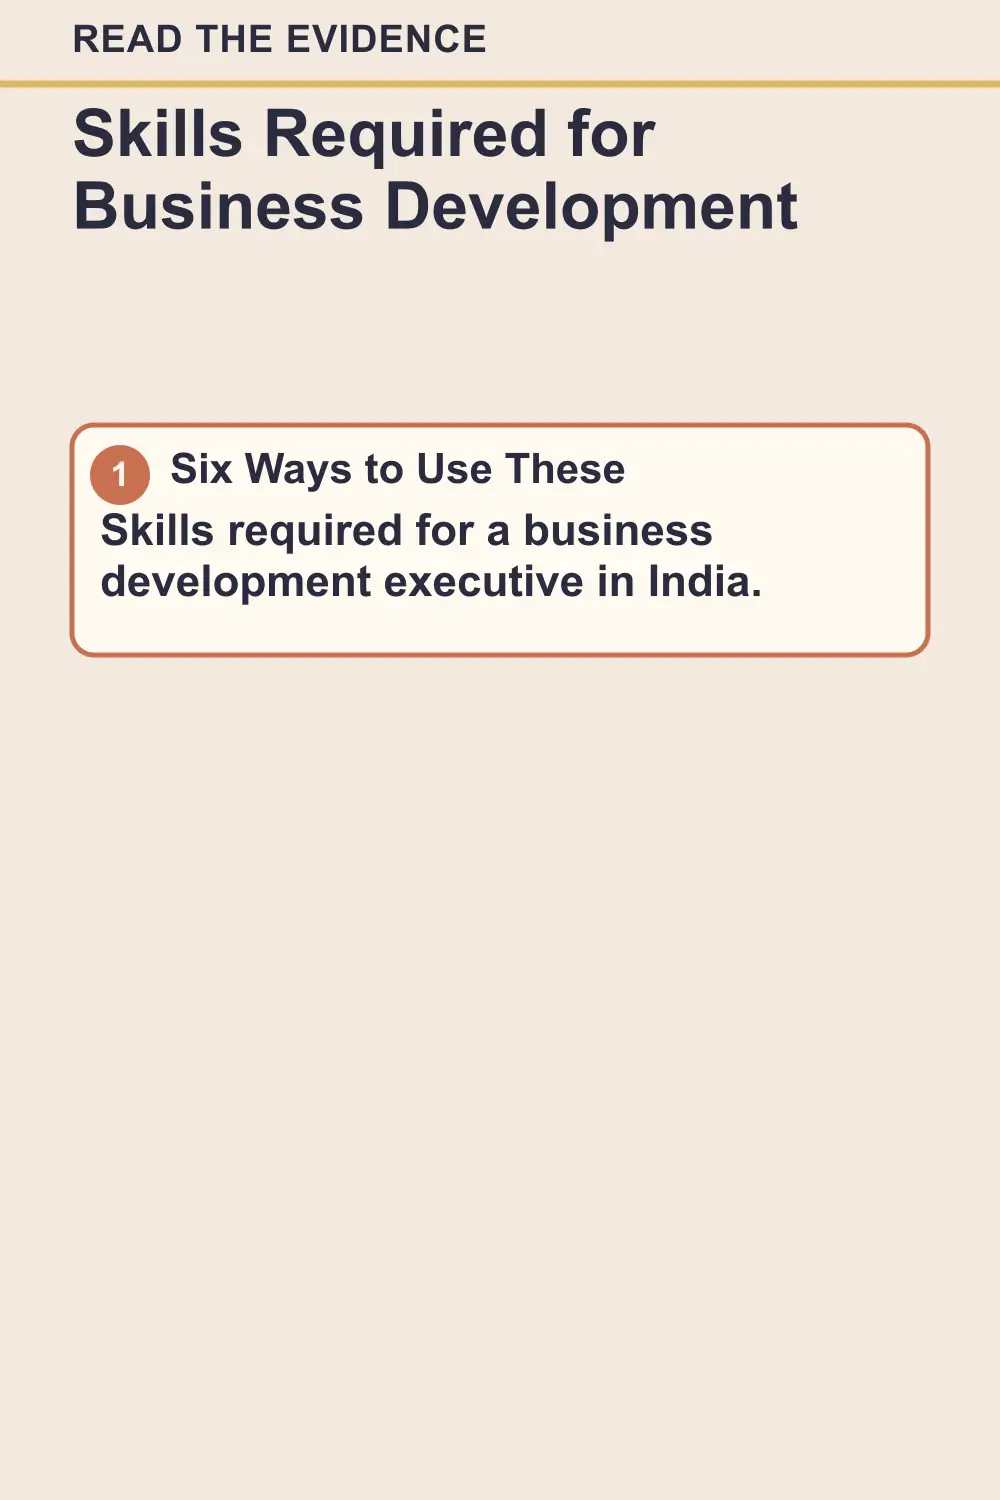 READ THE EVIDENCE
Skills Required for
Business Development
1 Six Ways to Use These
Skills required for a business
development executive in India.